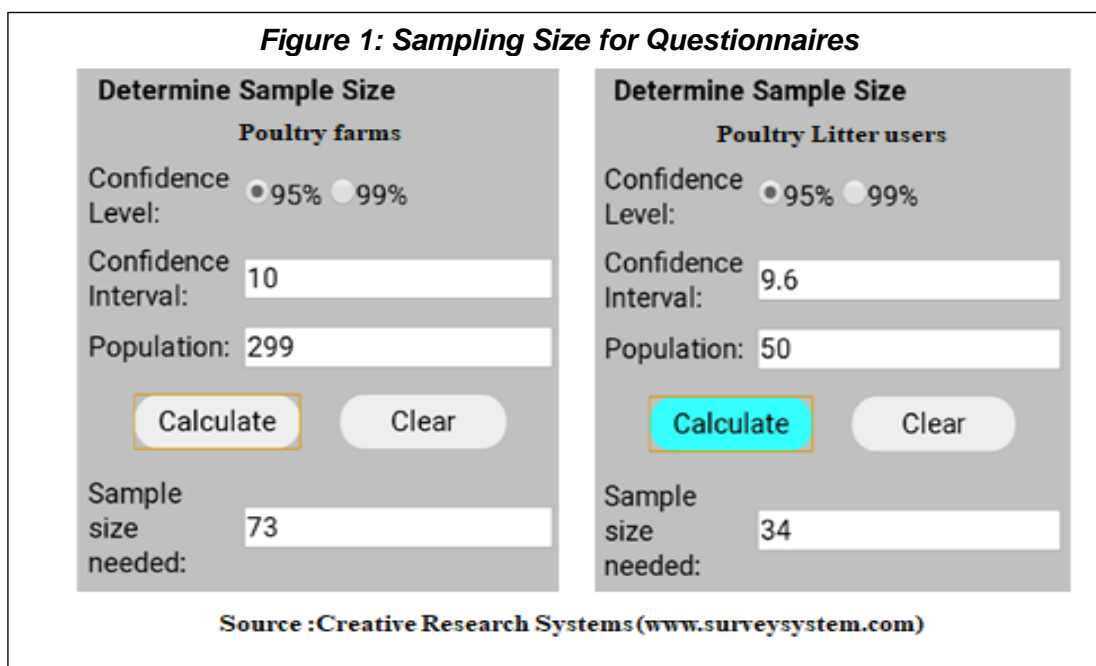 Figure 1: Sampling Size for Questionnaires
Determine Sample Size
Poultry farms
Confidence
Level:
95% 99%
Confidence
Interval:
10
Population: 299
Calculate Clear
Sample
size
needed:
73
Determine Sample Size
Poultry Litter users
Confidence
Level:
95% 99%
Confidence
Interval:
9.6
Population: 50
Calculate Clear
Sample
size
needed:
34
Source :Creative Research Systems(www.surveysystem.com)